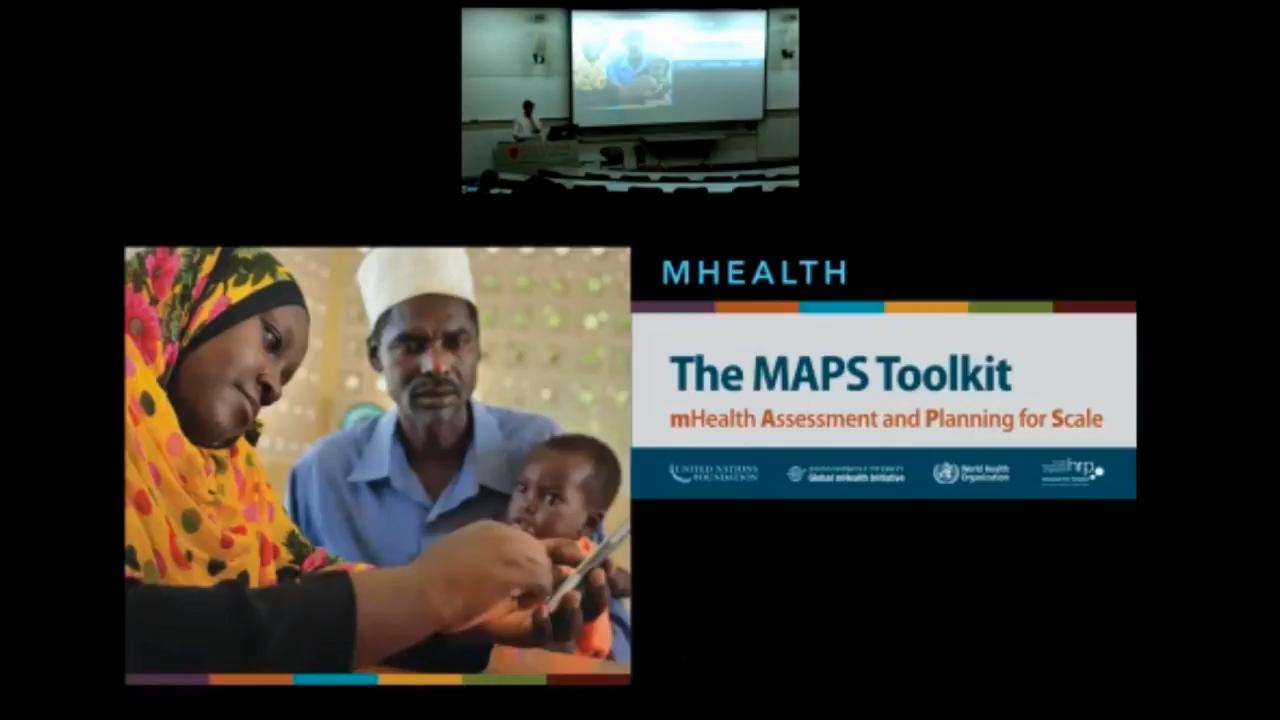 MHEALTH
The MAPS Toolkit
mHealth Assessment and Planning for Scale
UNITED NATIONS
FOUNDATION
Global mHealth Initiative
World Health
Organization
hrp